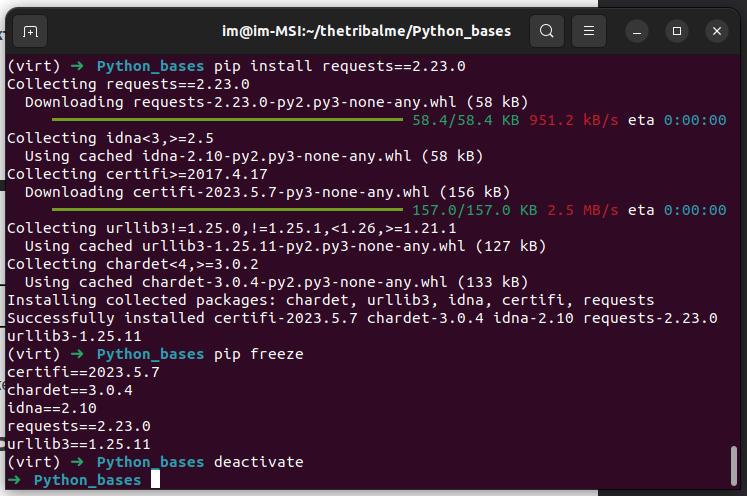 im@im-MSI:~/thetribalme/Python_bases
(virt) ➜ Python_bases pip install requests==2.23.0
Collecting requests==2.23.0
Downloading requests-2.23.0-py2.py3-none-any.whl (58 kB)
58.4/58.4 KB 951.2 kB/s eta 0:00:00
Collecting idna<3,>=2.5
Using cached idna-2.10-py2.py3-none-any.whl (58 kB)
Collecting certifi>=2017.4.17
Downloading certifi-2023.5.7-py3-none-any.whl (156 kB)
157.0/157.0 KB 2.5 MB/s eta 0:00:00
Collecting urllib3!=1.25.0,!=1.25.1,<1.26,>=1.21.1
Using cached urllib3-1.25.11-py2.py3-none-any.whl (127 kB)
Collecting chardet<4,>=3.0.2
Using cached chardet-3.0.4-py2.py3-none-any.whl (133 kB)
Installing collected packages: chardet, urllib3, idna, certifi, requests
Successfully installed certifi-2023.5.7 chardet-3.0.4 idna-2.10 requests-2.23.0
urllib3-1.25.11
(virt) ➜ Python_bases pip freeze
certifi==2023.5.7
chardet==3.0.4
idna==2.10
requests==2.23.0
urllib3==1.25.11
(virt) ➜ Python_bases deactivate
➜ Python_bases